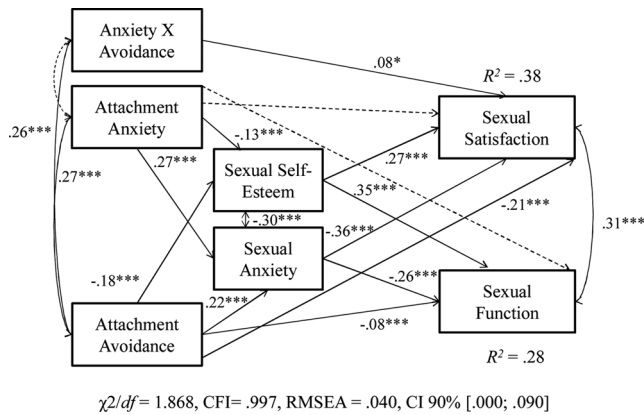 Anxiety X
Avoidance
.08*
R² = .38
Attachment
Anxiety
Sexual
Satisfaction
.26***
-.13***
.27***
.27***
Sexual Self-
Esteem
.27***
.35***
-.21***
-.30***
-.36***
.31***
Sexual
Anxiety
-.18***
.22***
-.26***
Sexual
Function
-.08***
Attachment
Avoidance
R² = .28
χ2/df = 1.868, CFI= .997, RMSEA = .040, CI 90% [.000; .090]